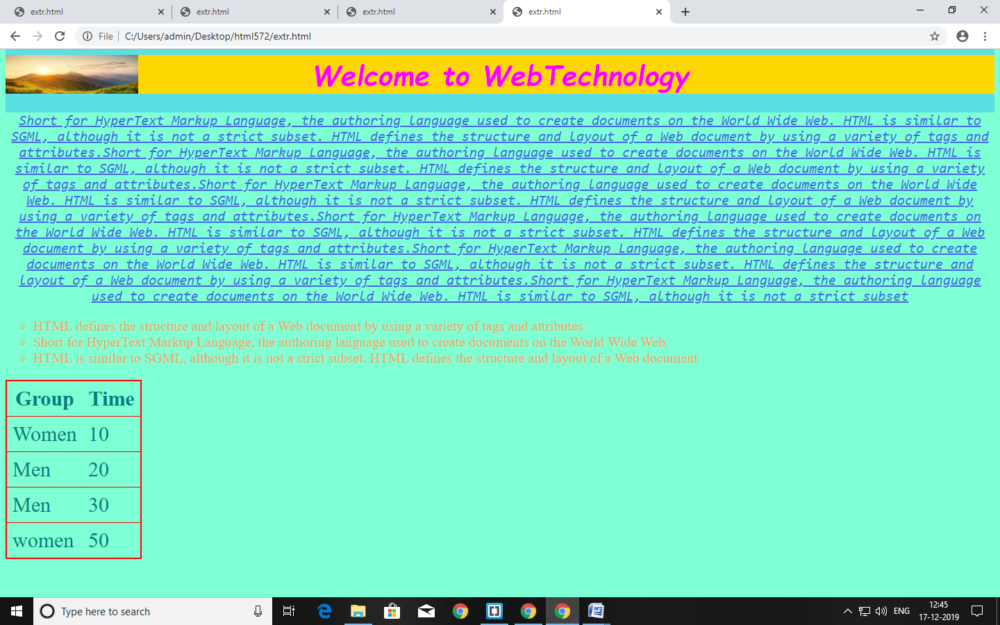 extr.html extr.html extr.html extr.html
File C:/Users/admin/Desktop/html572/extr.html
Welcome to WebTechnology
Short for HyperText Markup Language, the authoring language used to create documents on the World Wide Web. HTML is similar to
SGML, although it is not a strict subset. HTML defines the structure and layout of a Web document by using a variety of tags and
attributes.Short for HyperText Markup Language, the authoring language used to create documents on the World Wide Web. HTML is
similar to SGML, although it is not a strict subset. HTML defines the structure and layout of a Web document by using a variety
of tags and attributes.Short for HyperText Markup Language, the authoring language used to create documents on the World Wide
Web. HTML is similar to SGML, although it is not a strict subset. HTML defines the structure and layout of a Web document by
using a variety of tags and attributes.Short for HyperText Markup Language, the authoring language used to create documents on
the World Wide Web. HTML is similar to SGML, although it is not a strict subset. HTML defines the structure and layout of a Web
document by using a variety of tags and attributes.Short for HyperText Markup Language, the authoring language used to create
documents on the World Wide Web. HTML is similar to SGML, although it is not a strict subset. HTML defines the structure and
layout of a Web document by using a variety of tags and attributes.Short for HyperText Markup Language, the authoring language
used to create documents on the World Wide Web. HTML is similar to SGML, although it is not a strict subset
HTML defines the structure and layout of a Web document by using a variety of tags and attributes
Short for HyperText Markup Language, the authoring language used to create documents on the World Wide Web.
HTML is similar to SGML, although it is not a strict subset. HTML defines the structure and layout of a Web document
Group Time
Women 10
Men 20
Men 30
women 50
Type here to search
ENG
12:45
17-12-2019